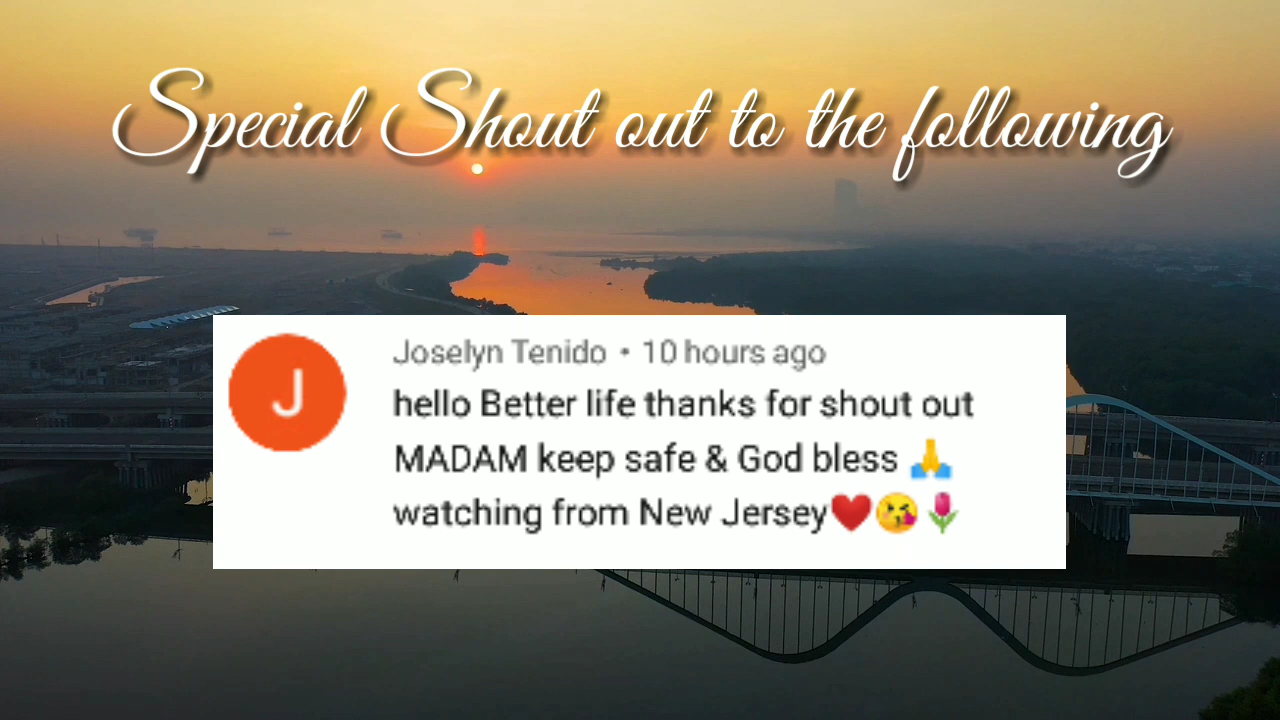 Special Shout out to the following
J
Joselyn Tenido • 10 hours ago
hello Better life thanks for shout out
MADAM keep safe & God bless 🙏
watching from New Jersey❤️😘🌷